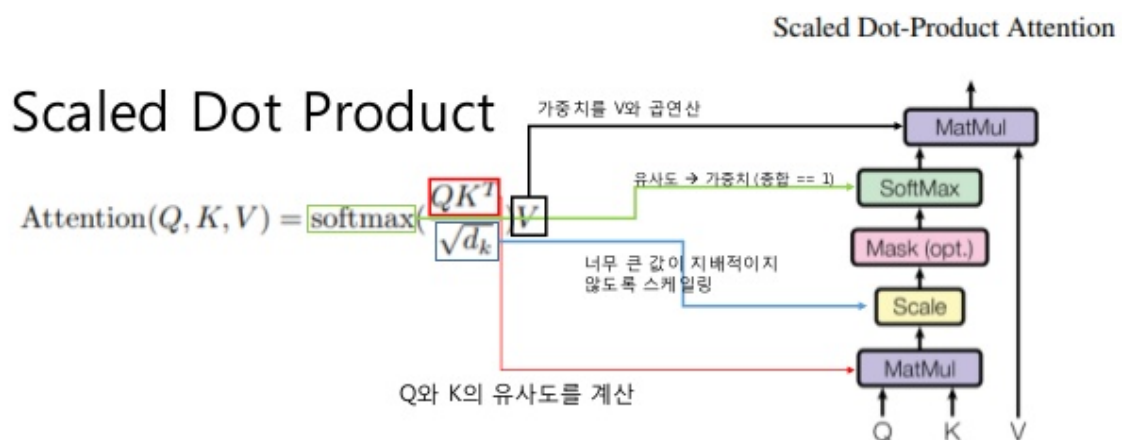 Scaled Dot-Product Attention
Scaled Dot Product
가중치를 V와 곱연산
MatMul
유사도 → 가중치 (총합 == 1)
SoftMax
Attention(Q, K, V) = softmax(QK^T / √d_k)V
Mask (opt.)
너무 큰 값이 지배적이지
않도록 스케일링
Scale
MatMul
Q와 K의 유사도를 계산
Q K V